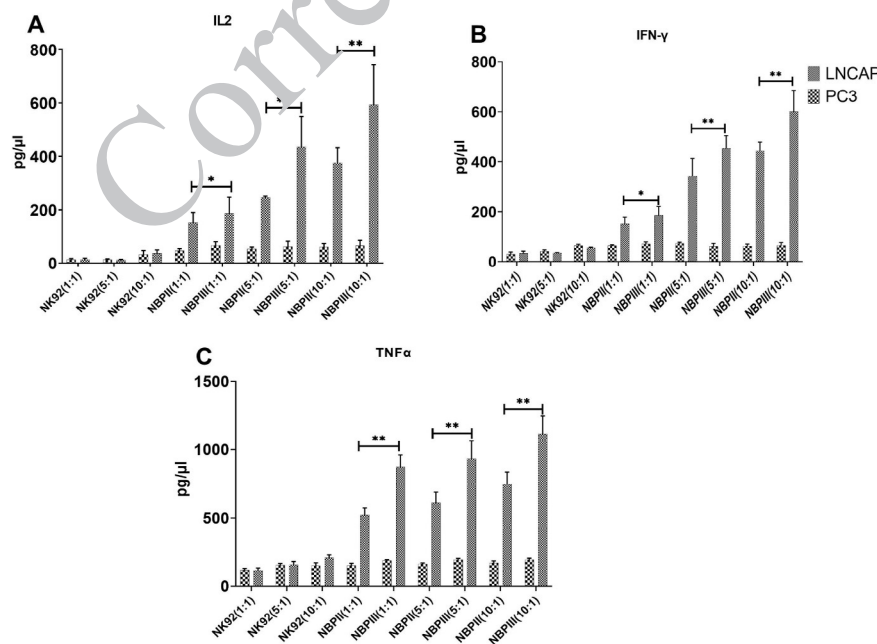 Corre
A
IL2
**
*
*
800
600
400
200
0
pg/µl
NK92(1:1)
NK92(5:1)
NK92(10:1)
NBPII(1:1)
NBPIII(1:1)
NBPII(5:1)
NBPIII(5:1)
NBPII(10:1)
NBPIII(10:1)
B
IFN-γ
LNCAP
PC3
**
**
*
800
600
400
200
0
pg/µl
NK92(1:1)
NK92(5:1)
NK92(10:1)
NBPII(1:1)
NBPIII(1:1)
NBPII(5:1)
NBPIII(5:1)
NBPII(10:1)
NBPIII(10:1)
C
TNFα
**
**
**
1500
1000
500
0
pg/µl
NK92(1:1)
NK92(5:1)
NK92(10:1)
NBPII(1:1)
NBPIII(1:1)
NBPII(5:1)
NBPIII(5:1)
NBPII(10:1)
NBPIII(10:1)